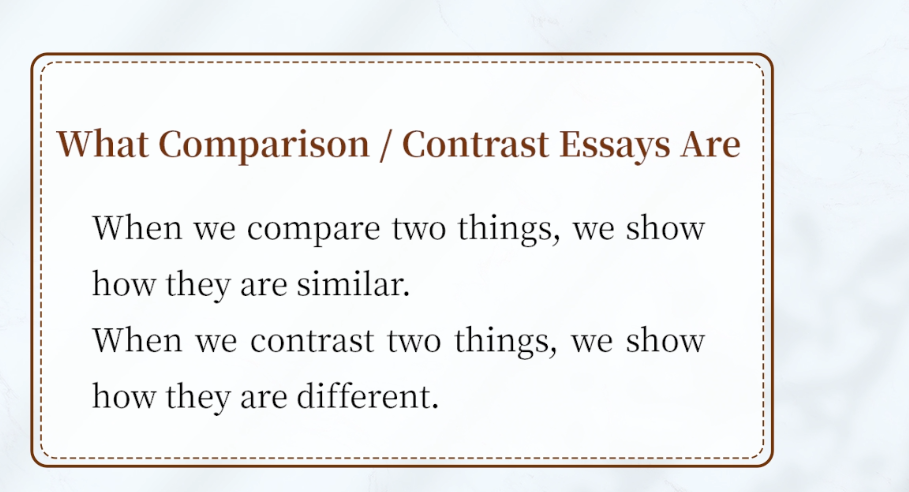 What Comparison / Contrast Essays Are
When we compare two things, we show
how they are similar.
When we contrast two things, we show
how they are different.